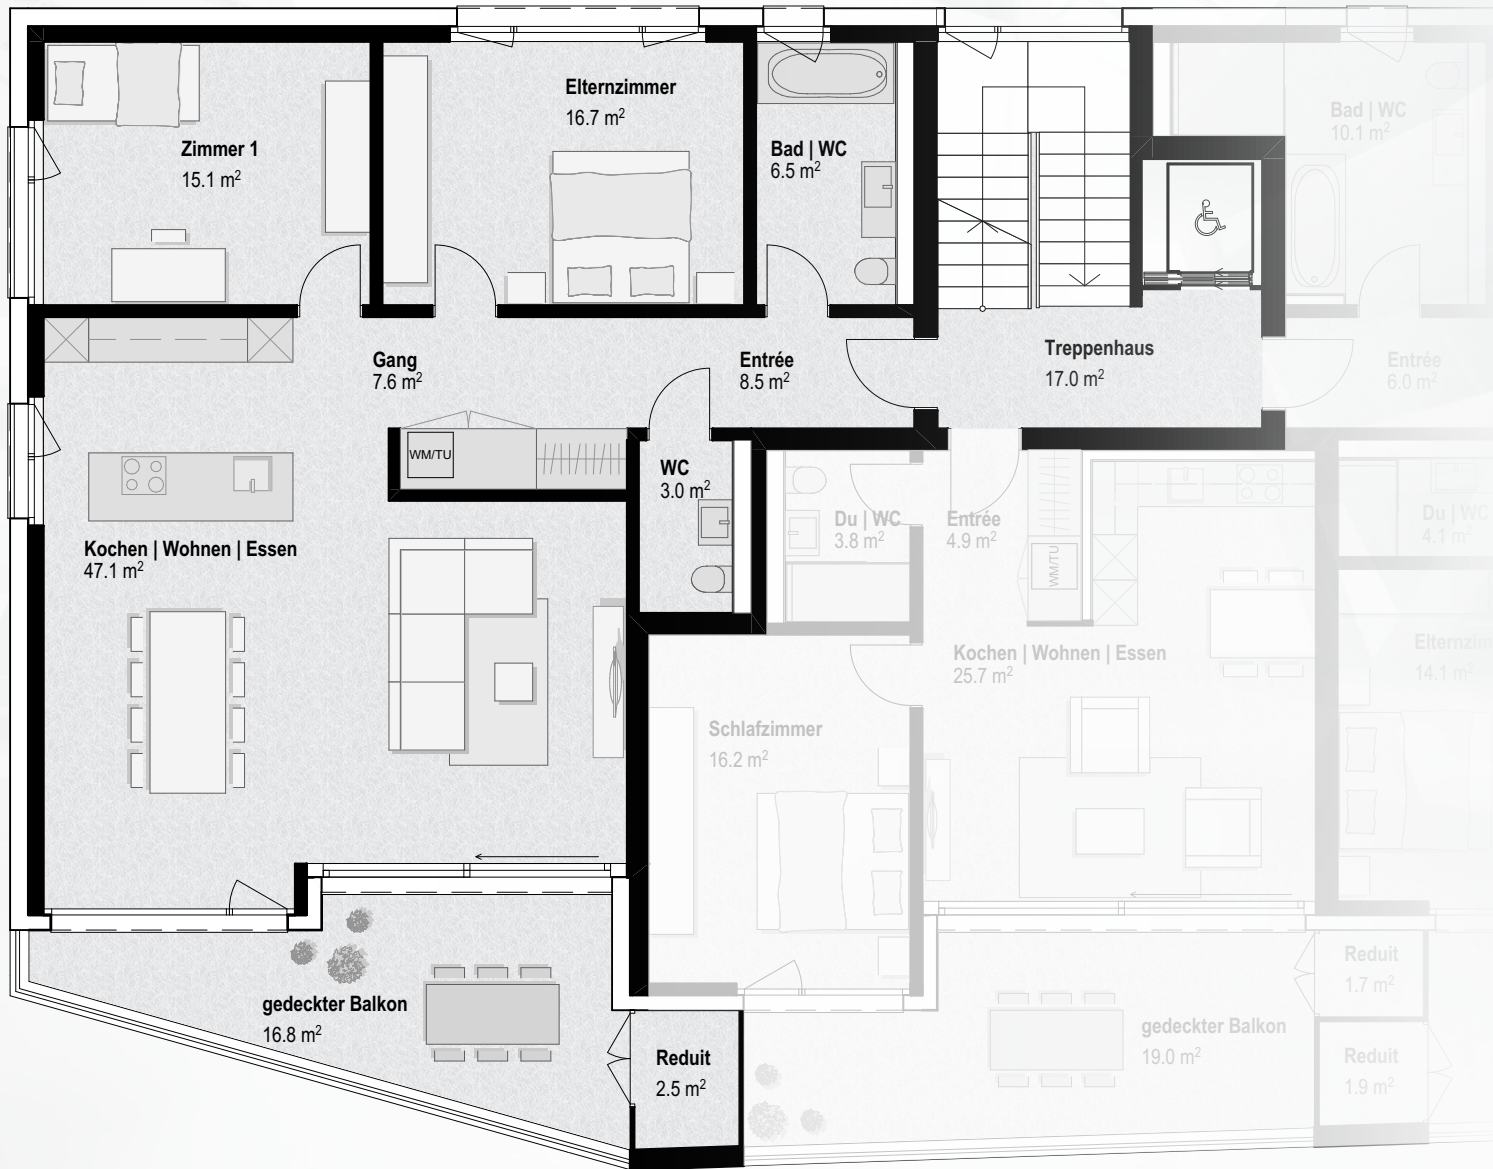 Elternzimmer
16.7 m²
Zimmer 1
15.1 m²
Bad | WC
6.5 m²
Bad | WC
10.1 m²
Gang
7.6 m²
Entrée
8.5 m²
Treppenhaus
17.0 m²
Entrée
6.0 m²
WM/TU
WC
3.0 m²
Kochen | Wohnen | Essen
47.1 m²
Du | WC
3.8 m²
Entrée
4.9 m²
WM/TU
Du | WC
4.1 m²
Kochen | Wohnen | Essen
25.7 m²
Elternzim
14.1 m²
Schlafzimmer
16.2 m²
gedeckter Balkon
16.8 m²
Reduit
2.5 m²
gedeckter Balkon
19.0 m²
Reduit
1.7 m²
Reduit
1.9 m²